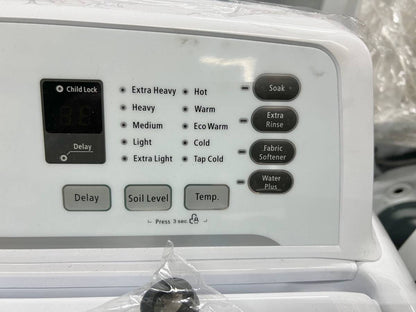 Child Lock
Delay
Extra Heavy
Heavy
Medium
Light
Extra Light
Hot
Warm
Eco Warm
Cold
Tap Cold
Soak
Extra
Rinse
Fabric
Softener
Water
Plus
Delay
Soil Level
Temp.
Press 3 sec.